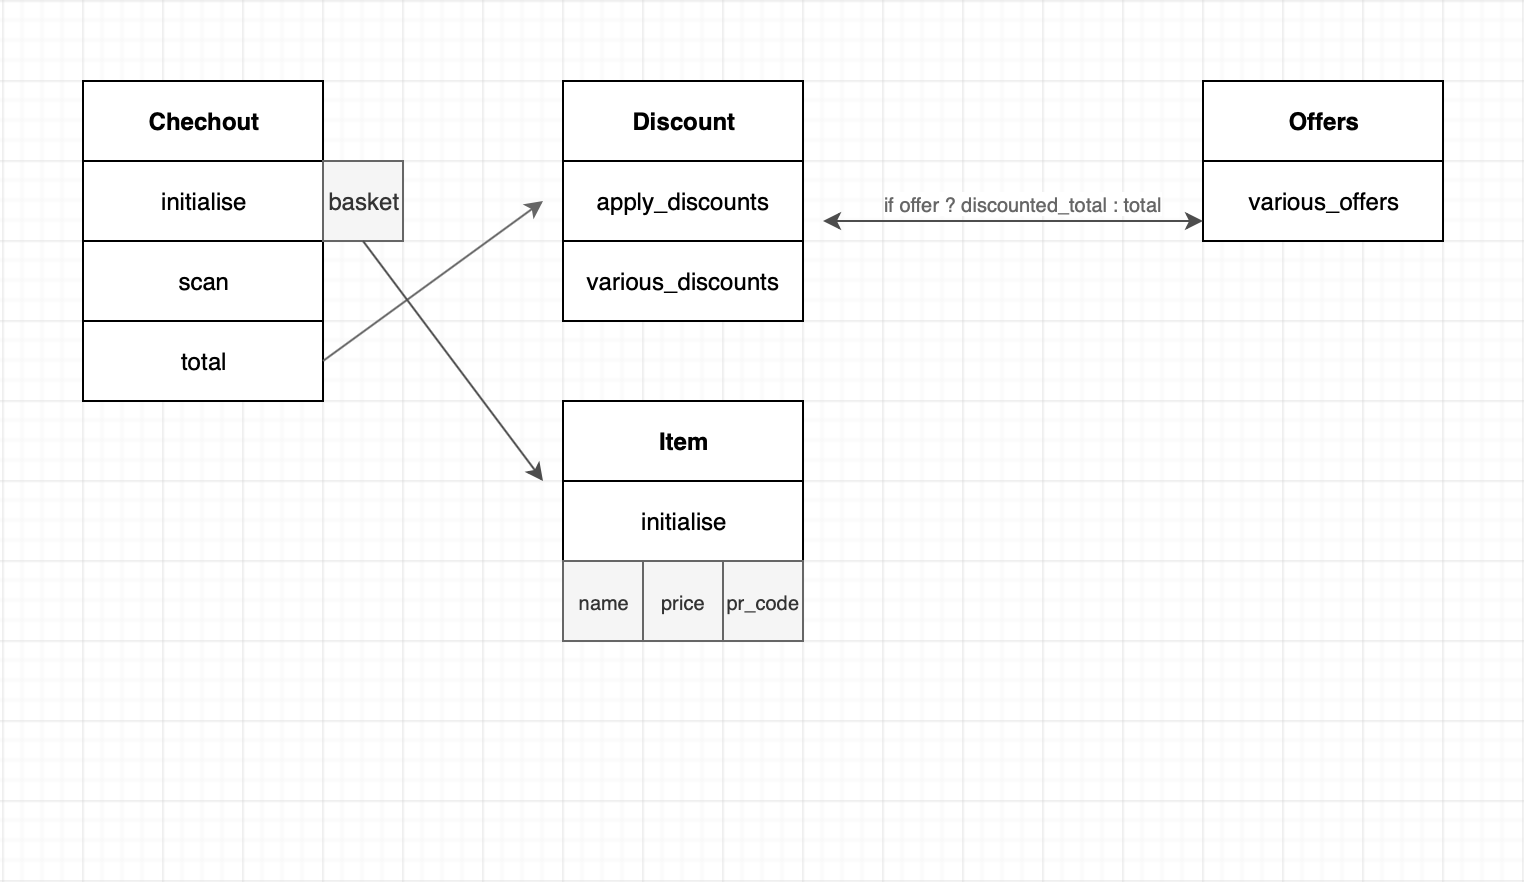 Chechout
initialise
basket
scan
total
Discount
apply_discounts
various_discounts
if offer ? discounted_total : total
Offers
various_offers
Item
initialise
name
price
pr_code